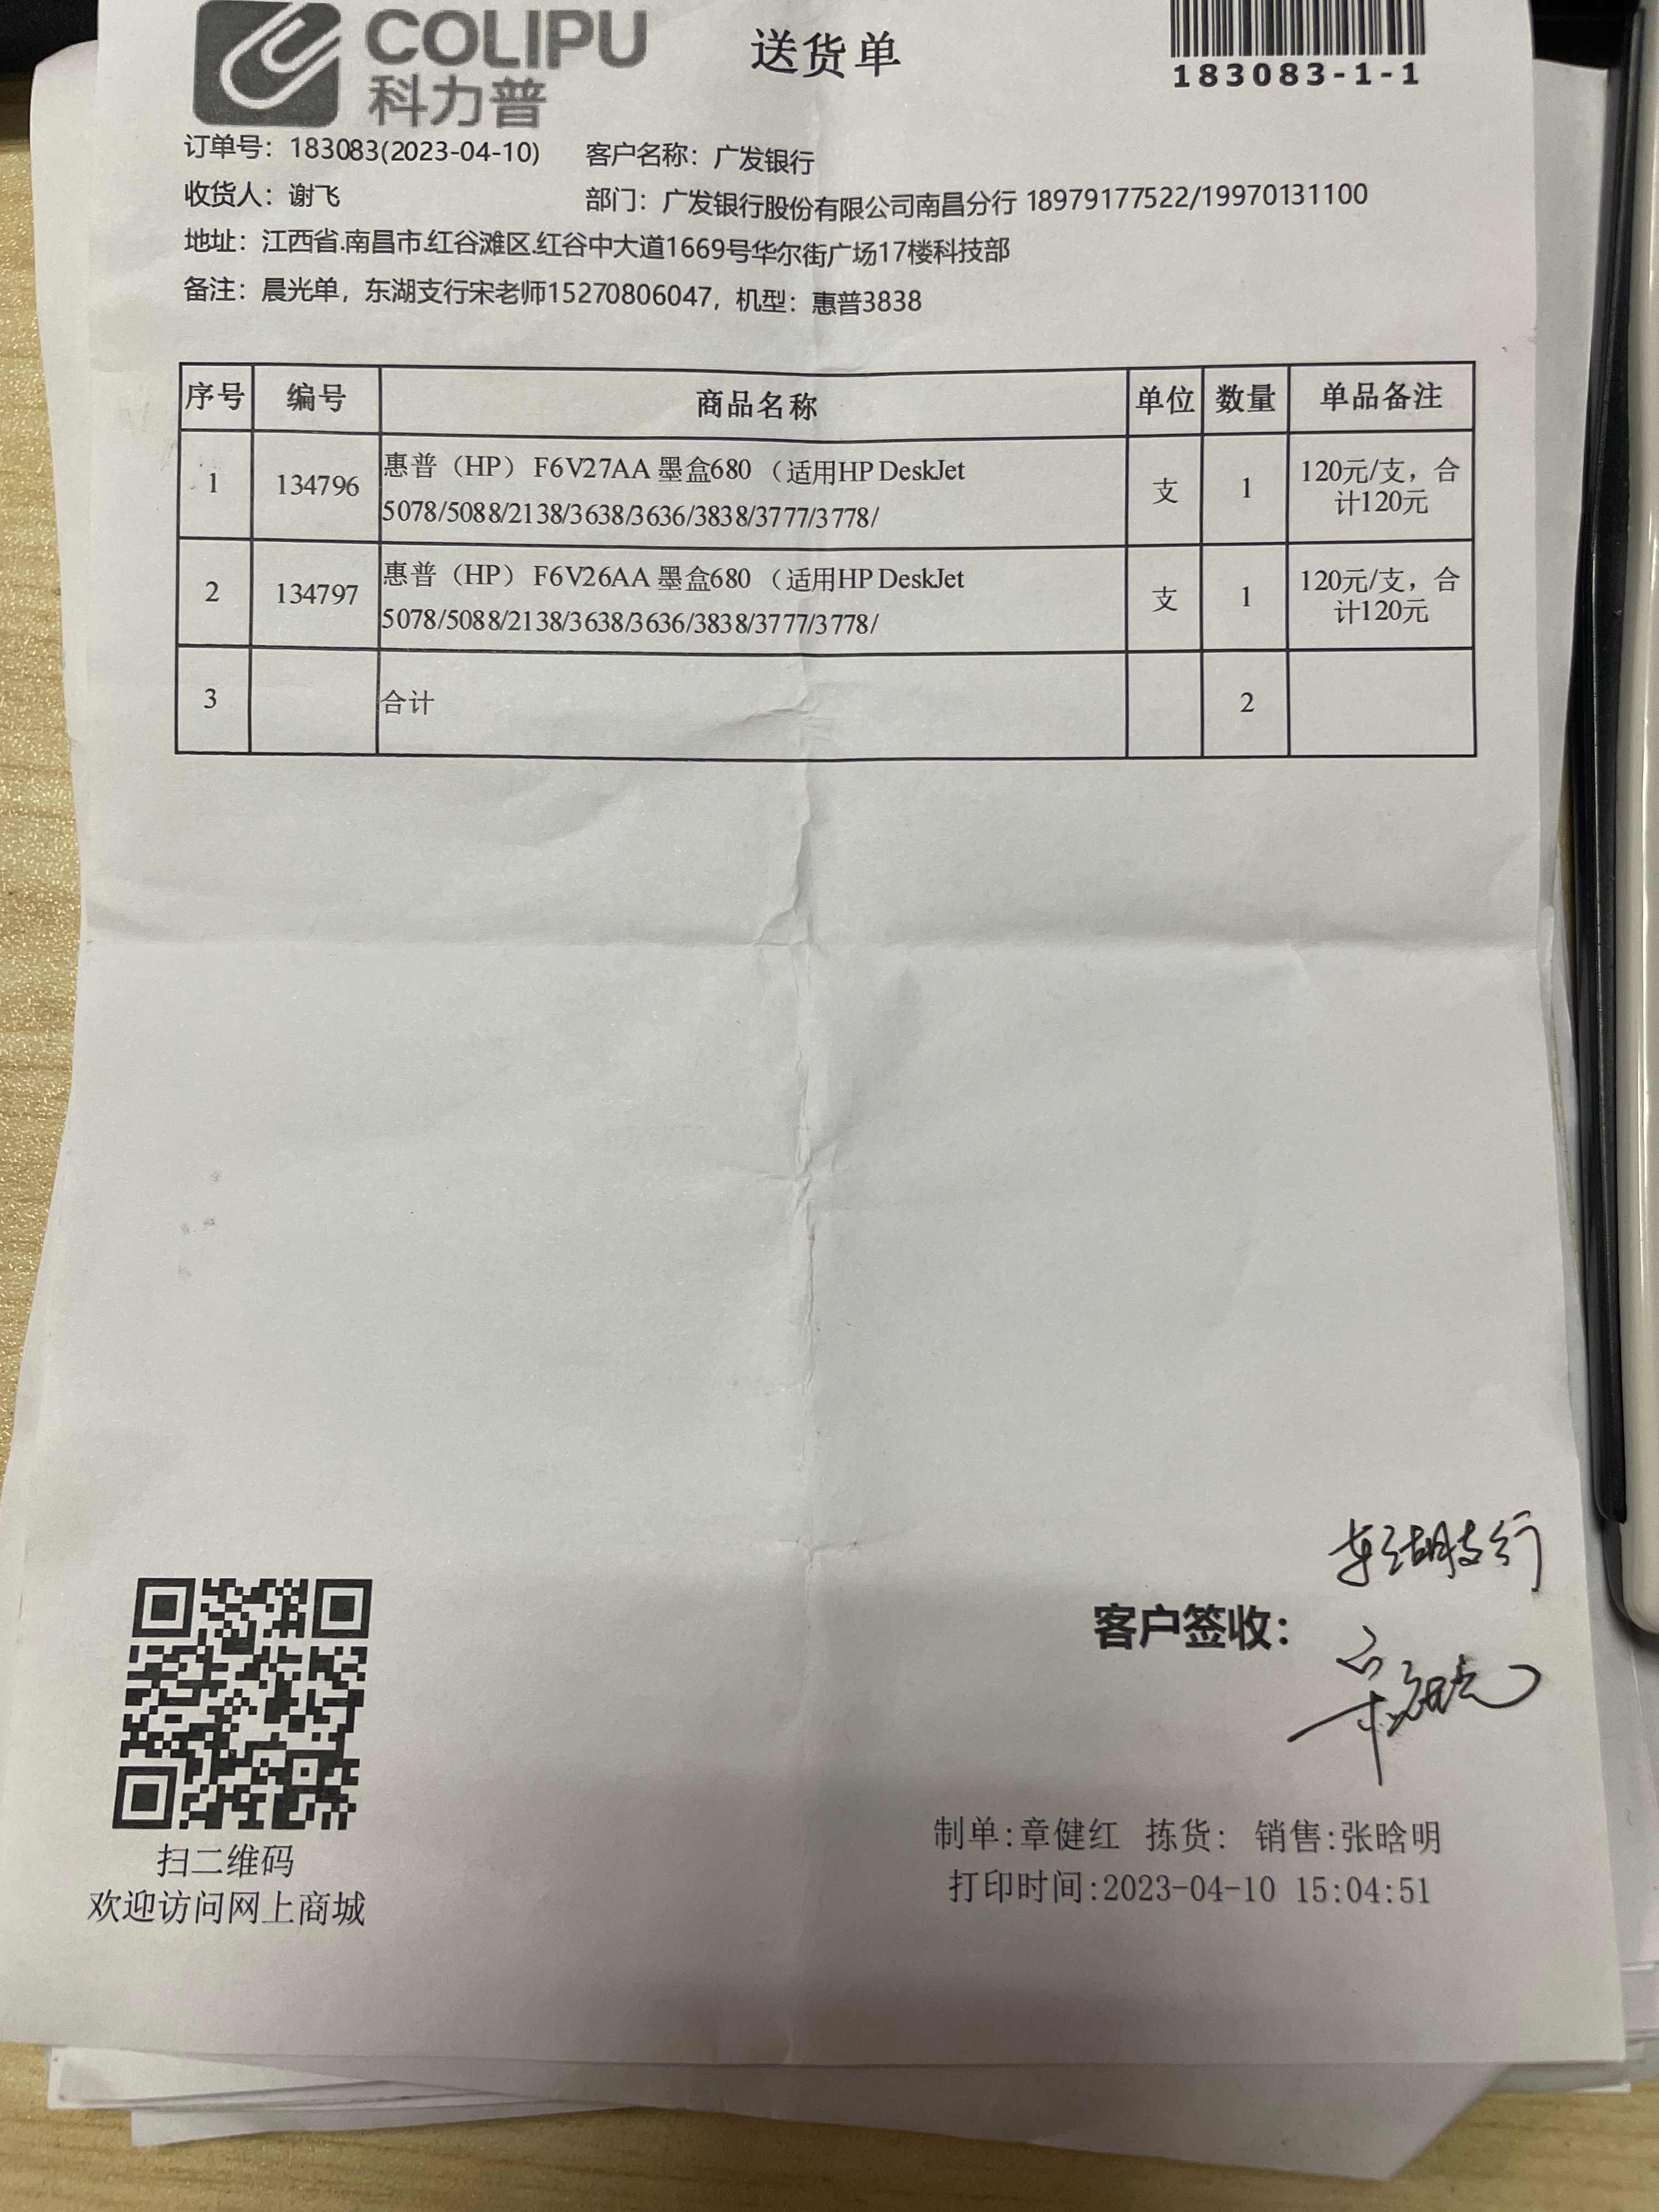 COLIPU
科力普
送货单
183083-1-1
订单号：183083(2023-04-10) 客户名称：广发银行
收货人：谢飞 部门：广发银行股份有限公司南昌分行 18979177522/19970131100
地址：江西省.南昌市.红谷滩区.红谷中大道1669号华尔街广场17楼科技部
备注：晨光单，东湖支行宋老师15270806047，机型：惠普3838
序号 编号 商品名称 单位 数量 单品备注
1 134796 惠普（HP） F6V27AA 墨盒680 （适用HP DeskJet 5078/5088/2138/3638/3636/3838/3777/3778/ 支 1 120元/支，合计120元
2 134797 惠普（HP） F6V26AA 墨盒680 （适用HP DeskJet 5078/5088/2138/3638/3636/3838/3777/3778/ 支 1 120元/支，合计120元
3 合计 2
东湖支行
客户签收：
扫二维码
欢迎访问网上商城
制单:章健红 拣货: 销售:张晗明
打印时间:2023-04-10 15:04:51